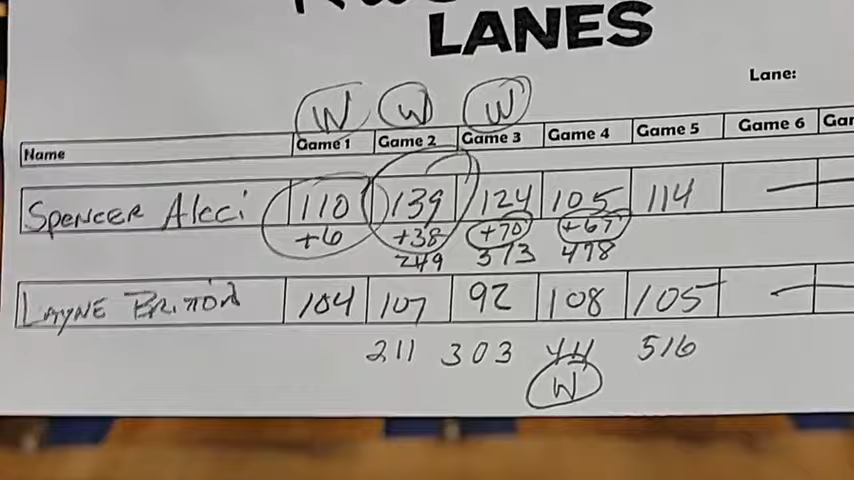 LANES
Lane:
W W W
Name Game 1 Game 2 Game 3 Game 4 Game 5 Game 6
Spencer Alcci 110 139 124 105 114
+6 +38 +70 +67
249 373 478
Layne Briton 104 107 92 108 105
211 303 516
W